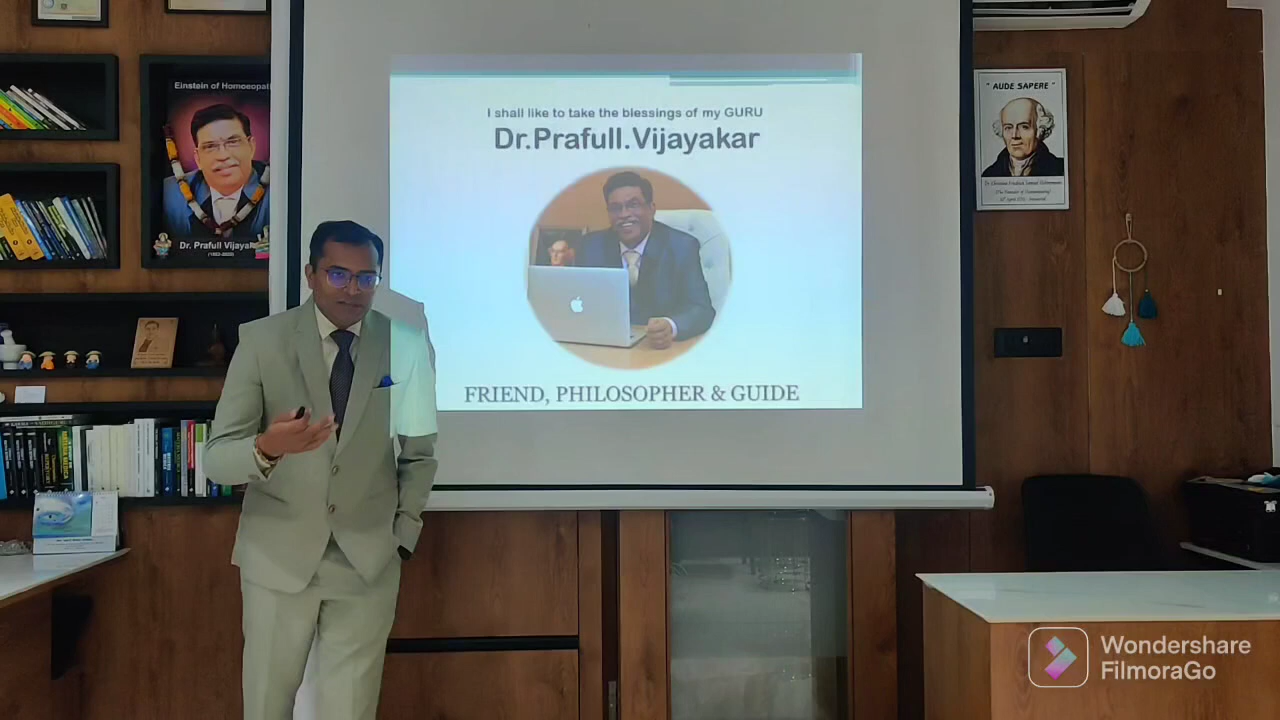 Einstein of Homoeopat
Dr. Prafull Vijayak
I shall like to take the blessings of my GURU
Dr.Prafull.Vijayakar
FRIEND, PHILOSOPHER & GUIDE
" AUDE SAPERE "
Wondershare
FilmoraGo